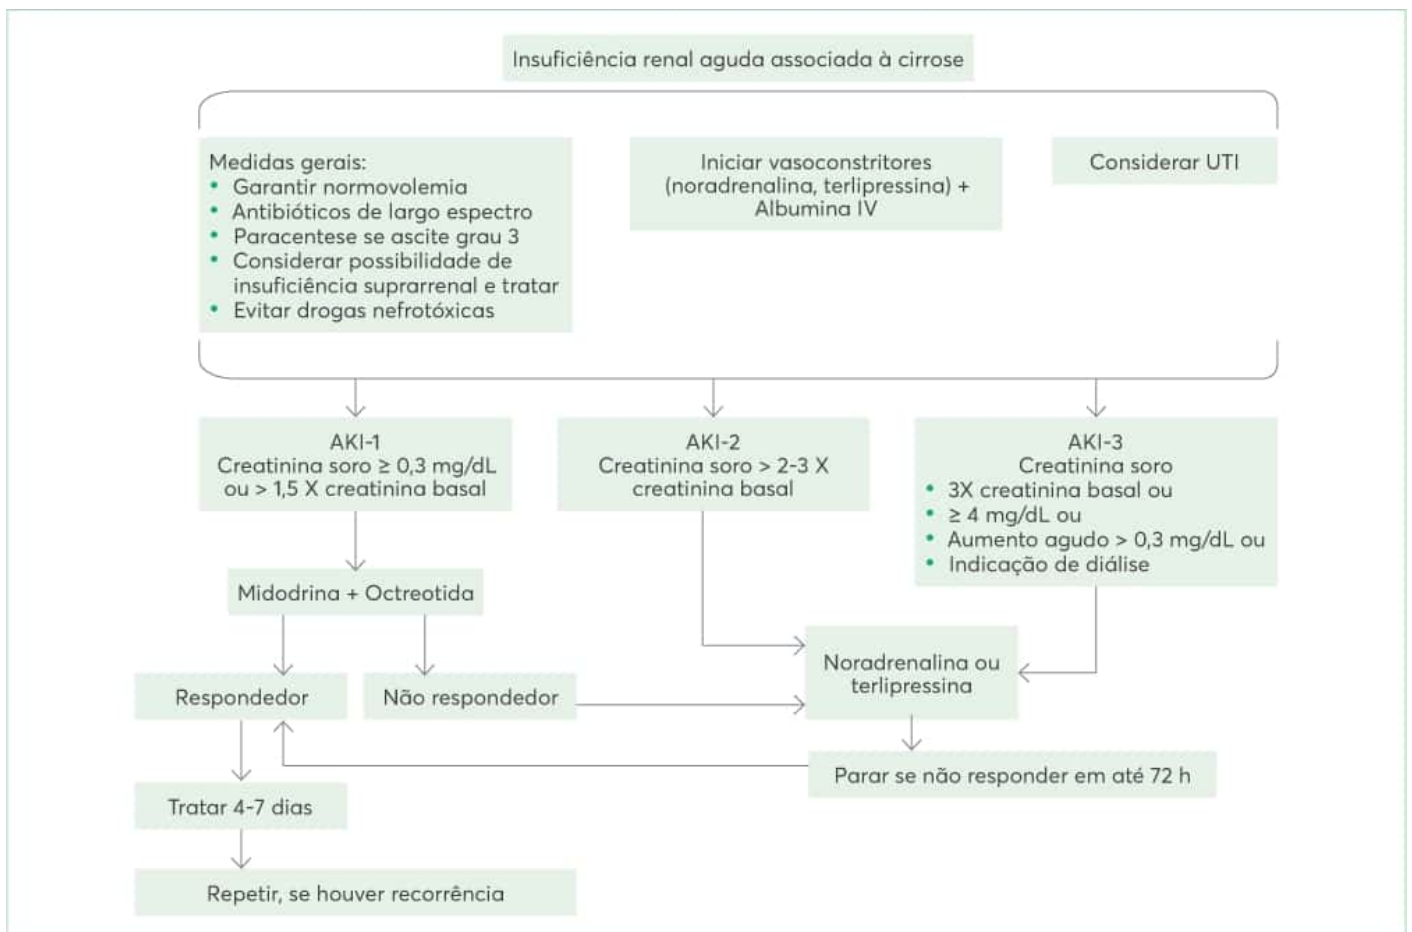 Insuficiência renal aguda associada à cirrose
Medidas gerais:
• Garantir normovolemia
• Antibióticos de largo espectro
• Paracentese se ascite grau 3
• Considerar possibilidade de
insuficiência suprarrenal e tratar
• Evitar drogas nefrotóxicas
Iniciar vasoconstritores
(noradrenalina, terlipressina) +
Albumina IV
Considerar UTI
AKI-1
Creatinina soro ≥ 0,3 mg/dL
ou > 1,5 X creatinina basal
AKI-2
Creatinina soro > 2-3 X
creatinina basal
AKI-3
Creatinina soro
• 3X creatinina basal ou
• ≥ 4 mg/dL ou
• Aumento agudo > 0,3 mg/dL ou
• Indicação de diálise
Midodrina + Octreotida
Respondedor
Não respondedor
Noradrenalina ou
terlipressina
Parar se não responder em até 72 h
Tratar 4-7 dias
Repetir, se houver recorrência